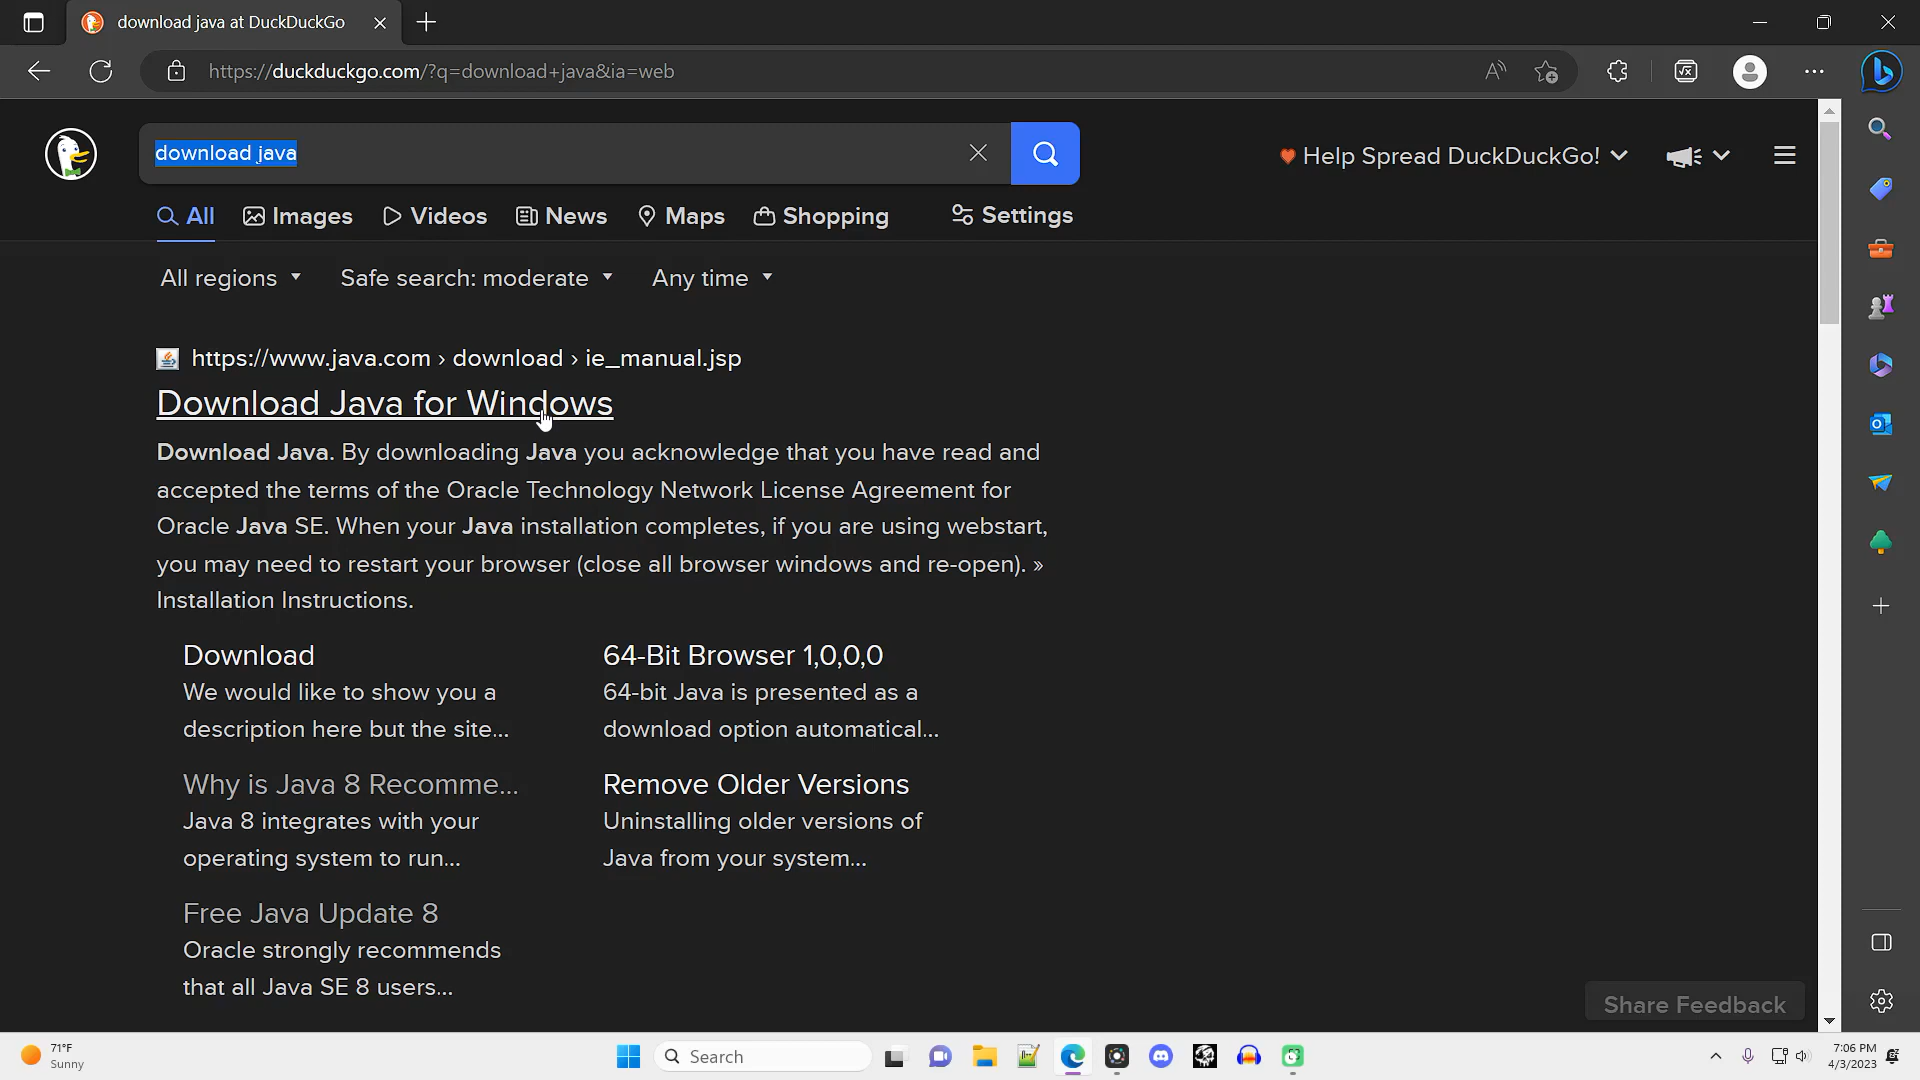 download java at DuckDuckGo
https://duckduckgo.com/?q=download+java&ia=web
download java
Help Spread DuckDuckGo!
All Images Videos News Maps Shopping Settings
All regions Safe search: moderate Any time
https://www.java.com › download › ie_manual.jsp
Download Java for Windows
Download Java. By downloading Java you acknowledge that you have read and
accepted the terms of the Oracle Technology Network License Agreement for
Oracle Java SE. When your Java installation completes, if you are using webstart,
you may need to restart your browser (close all browser windows and re-open). »
Installation Instructions.
Download
We would like to show you a
description here but the site...
64-Bit Browser 1,0,0,0
64-bit Java is presented as a
download option automatical...
Why is Java 8 Recomme...
Java 8 integrates with your
operating system to run...
Remove Older Versions
Uninstalling older versions of
Java from your system...
Free Java Update 8
Oracle strongly recommends
that all Java SE 8 users...
Share Feedback
71°F
Sunny
Search
7:06 PM
4/3/2023